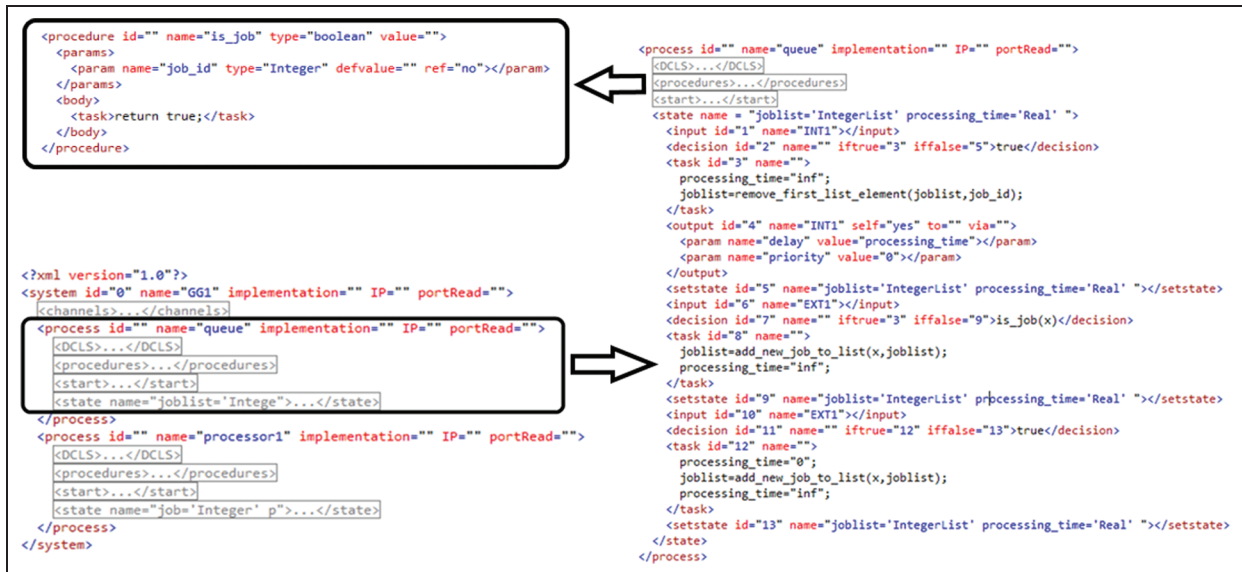 <procedure id="" name="is_job" type="boolean" value="">
<params>
<param name="job_id" type="Integer" defvalue="" ref="no"></param>
</params>
<body>
<task>return true;</task>
</body>
</procedure>
<?xml version="1.0"?>
<system id="0" name="GG1" implementation="" IP="" portRead="">
<channels>...</channels>
<process id="" name="queue" implementation="" IP="" portRead="">
<DCLS>...</DCLS>
<procedures>...</procedures>
<start>...</start>
<state name="joblist='Intege">...</state>
</process>
<process id="" name="processor1" implementation="" IP="" portRead="">
<DCLS>...</DCLS>
<procedures>...</procedures>
<start>...</start>
<state name="job='Integer' p">...</state>
</process>
</system>
<process id="" name="queue" implementation="" IP="" portRead="">
<DCLS>...</DCLS>
<procedures>...</procedures>
<start>...</start>
<state name = "joblist='IntegerList' processing_time='Real' ">
<input id="1" name="INT1"></input>
<decision id="2" name="" iftrue="3" iffalse="5">true</decision>
<task id="3" name="">
processing_time="inf";
joblist=remove_first_list_element(joblist,job_id);
</task>
<output id="4" name="INT1" self="yes" to="" via="">
<param name="delay" value="processing_time"></param>
<param name="priority" value="0"></param>
</output>
<setstate id="5" name="joblist='IntegerList' processing_time='Real' "></setstate>
<input id="6" name="EXT1"></input>
<decision id="7" name="" iftrue="3" iffalse="9">is_job(x)</decision>
<task id="8" name="">
joblist=add_new_job_to_list(x,joblist);
processing_time="inf";
</task>
<setstate id="9" name="joblist='IntegerList' processing_time='Real' "></setstate>
<input id="10" name="EXT1"></input>
<decision id="11" name="" iftrue="12" iffalse="13">true</decision>
<task id="12" name="">
processing_time="0";
joblist=add_new_job_to_list(x,joblist);
processing_time="inf";
</task>
<setstate id="13" name="joblist='IntegerList' processing_time='Real' "></setstate>
</state>
</process>